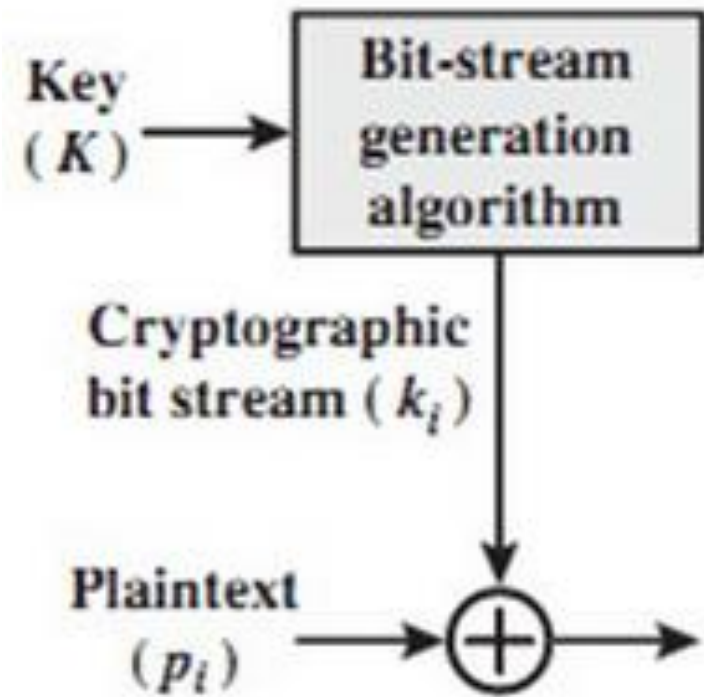 Key
(K)
Bit-stream
generation
algorithm
Cryptographic
bit stream (kᵢ)
Plaintext
(pᵢ)